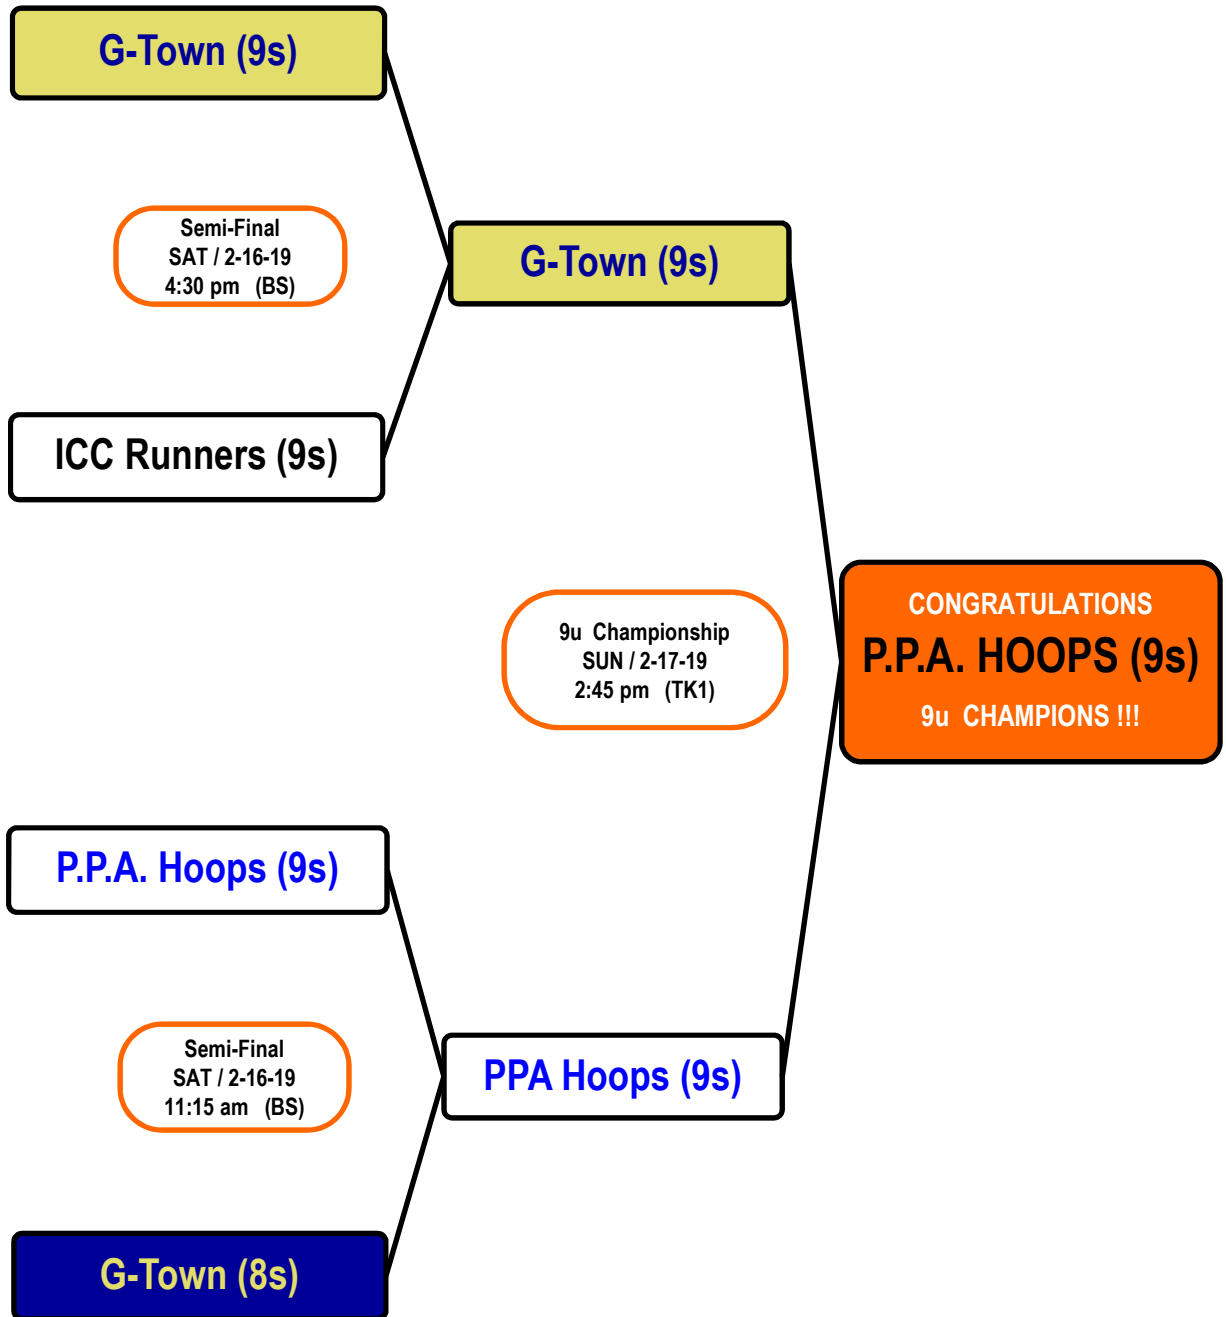 G-Town (9s)
Semi-Final
SAT / 2-16-19
4:30 pm (BS)
G-Town (9s)
ICC Runners (9s)
9u Championship
SUN / 2-17-19
2:45 pm (TK1)
CONGRATULATIONS
P.P.A. HOOPS (9s)
9u CHAMPIONS !!!
P.P.A. Hoops (9s)
Semi-Final
SAT / 2-16-19
11:15 am (BS)
PPA Hoops (9s)
G-Town (8s)